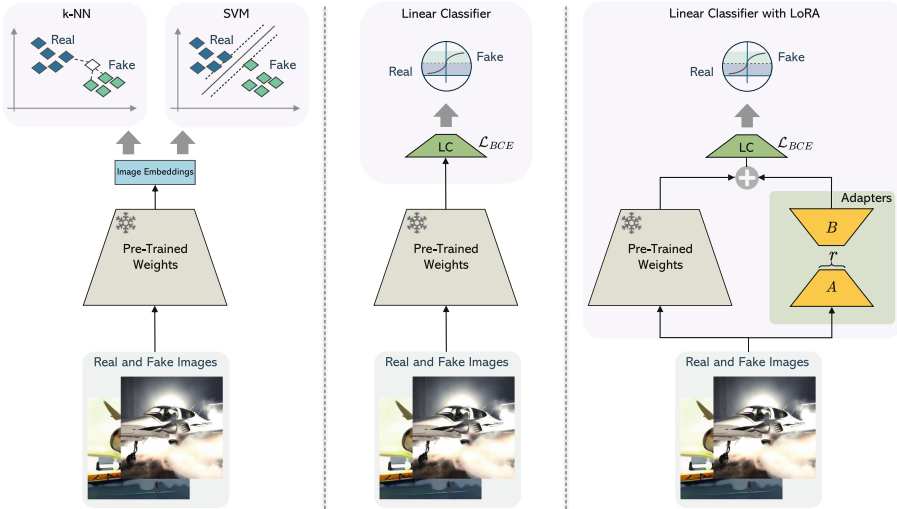 k-NN
Real
Fake
SVM
Real
Fake
Image Embeddings
Pre-Trained
Weights
Real and Fake Images
Linear Classifier
Real
Fake
LC
ℒ_BCE
Pre-Trained
Weights
Real and Fake Images
Linear Classifier with LoRA
Real
Fake
LC
ℒ_BCE
Adapters
Pre-Trained
Weights
B
r
A
Real and Fake Images